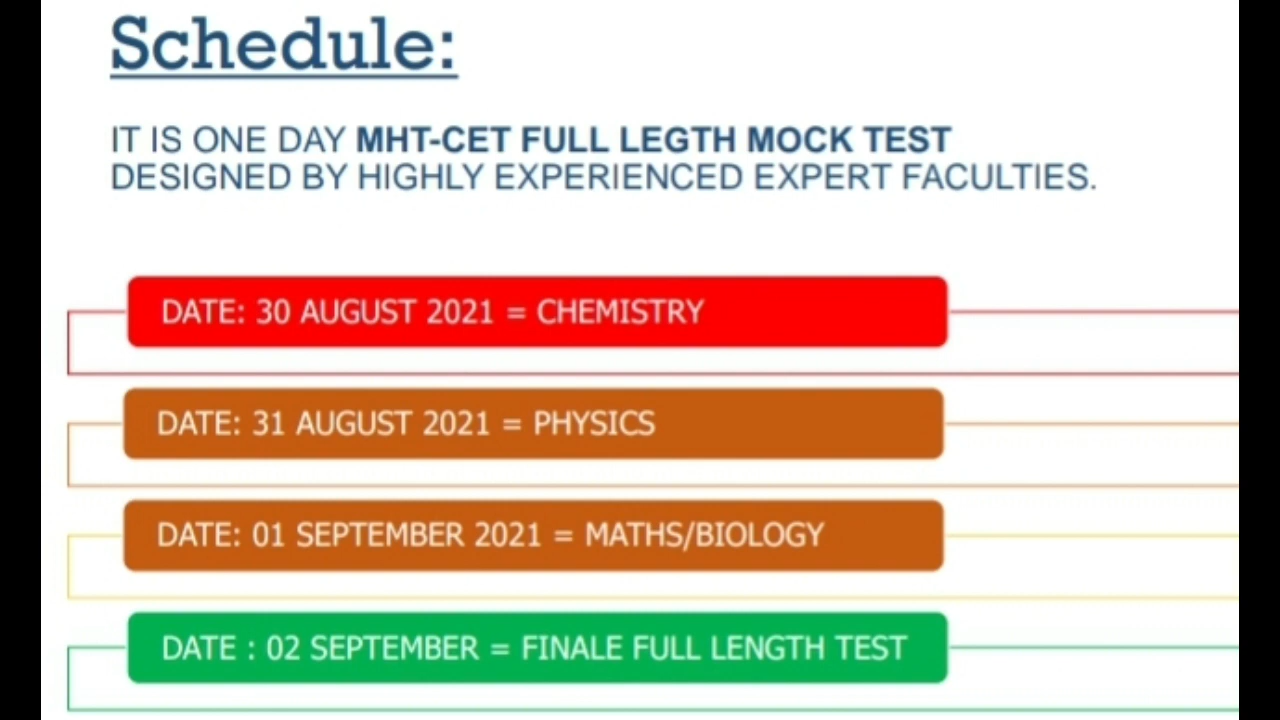 Schedule:
IT IS ONE DAY MHT-CET FULL LEGTH MOCK TEST
DESIGNED BY HIGHLY EXPERIENCED EXPERT FACULTIES.
DATE: 30 AUGUST 2021 = CHEMISTRY
DATE: 31 AUGUST 2021 = PHYSICS
DATE: 01 SEPTEMBER 2021 = MATHS/BIOLOGY
DATE : 02 SEPTEMBER = FINALE FULL LENGTH TEST